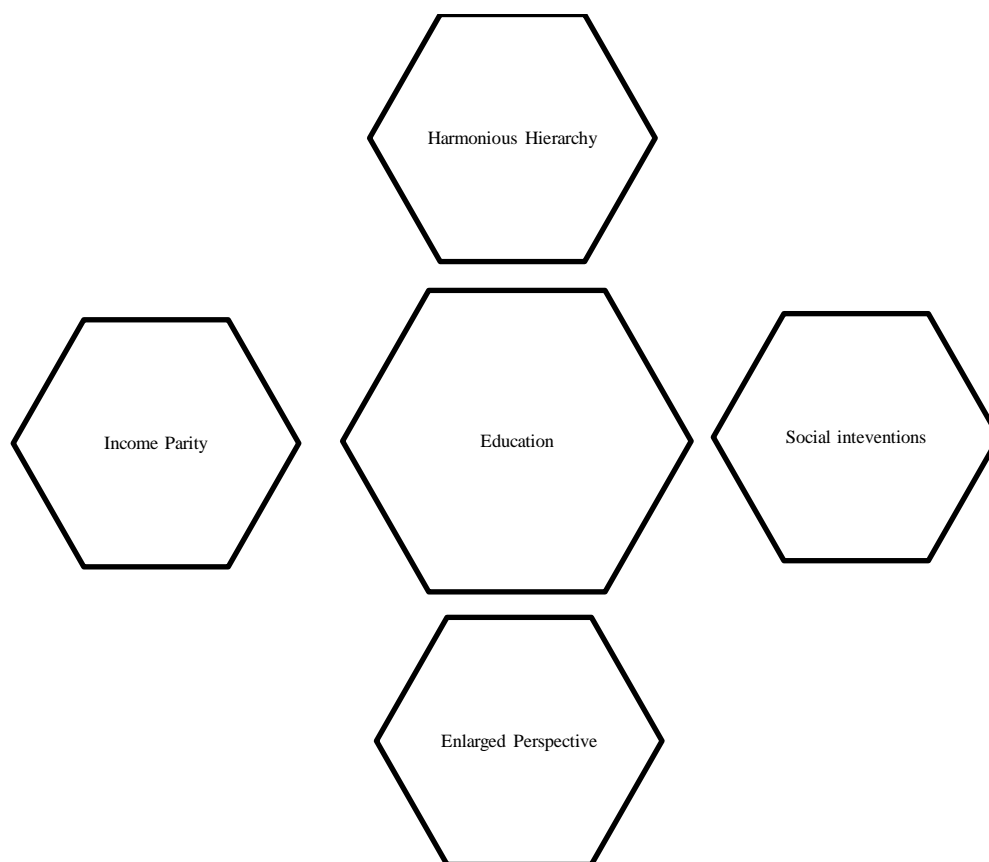 Harmonious Hierarchy
Income Parity
Education
Social inteventions
Enlarged Perspective